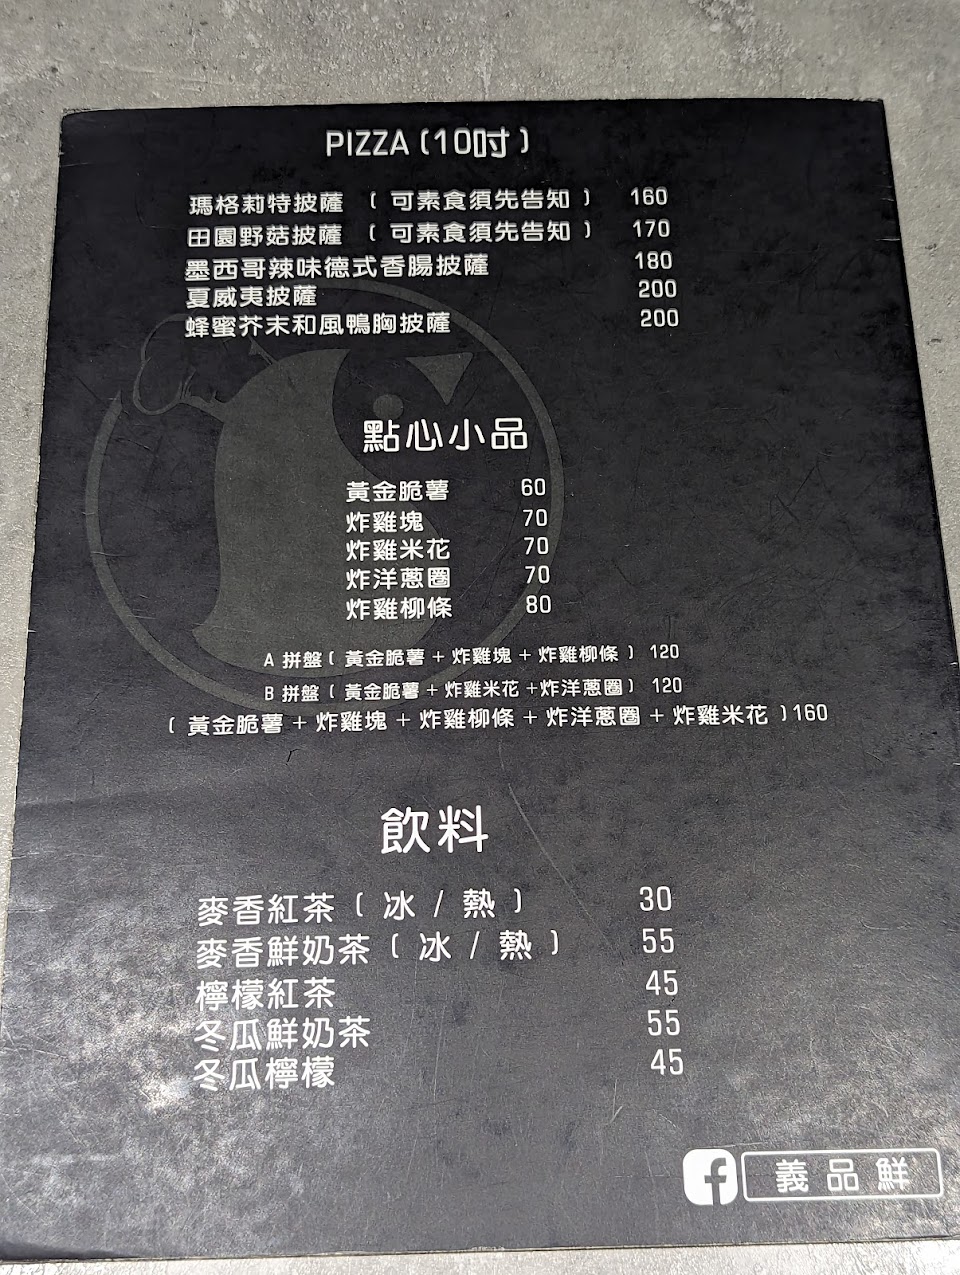 PIZZA (10吋)
瑪格莉特披薩 (可素食須先告知) 160
田園野菇披薩 (可素食須先告知) 170
墨西哥辣味德式香腸披薩 180
夏威夷披薩 200
蜂蜜芥末和風鴨胸披薩 200
點心小品
黃金脆薯 60
炸雞塊 70
炸雞米花 70
炸洋蔥圈 70
炸雞柳條 80
A 拼盤(黃金脆薯+炸雞塊+炸雞柳條) 120
B 拼盤(黃金脆薯+炸雞米花+炸洋蔥圈) 120
(黃金脆薯+炸雞塊+炸雞柳條+炸洋蔥圈+炸雞米花)160
飲料
麥香紅茶(冰/熱) 30
麥香鮮奶茶(冰/熱) 55
檸檬紅茶 45
冬瓜鮮奶茶 55
冬瓜檸檬 45
f 義品鮮